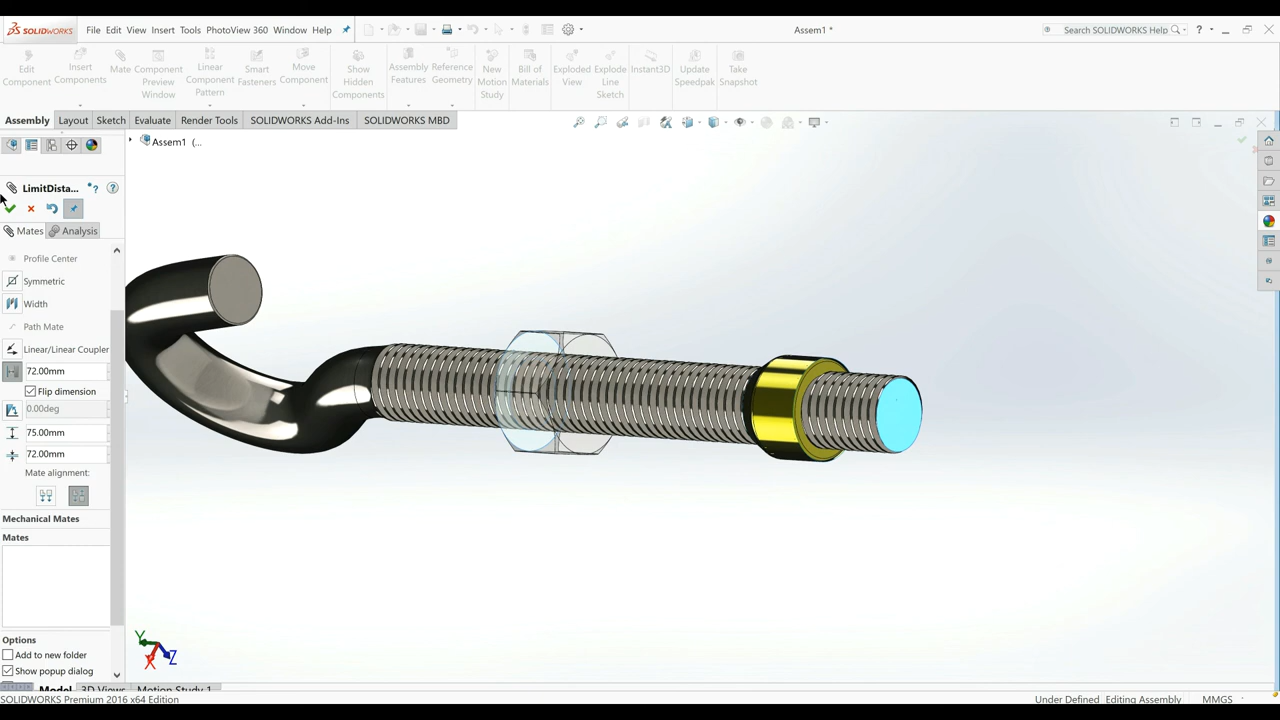 SOLIDWORKS File Edit View Insert Tools PhotoView 360 Window Help Assem1 * Search SOLIDWORKS Help ?
Edit Component
Insert Components
Mate
Component Preview Window
Linear Component Pattern
Smart Fasteners
Move Component
Show Hidden Components
Assembly Features
Reference Geometry
New Motion Study
Bill of Materials
Exploded View
Explode Line Sketch
Instant3D
Update Speedpak
Take Snapshot
Assembly Layout Sketch Evaluate Render Tools SOLIDWORKS Add-Ins SOLIDWORKS MBD
Assem1 (...
LimitDista...
Mates Analysis
Profile Center
Symmetric
Width
Path Mate
Linear/Linear Coupler
72.00mm
Flip dimension
0.00deg
75.00mm
72.00mm
Mate alignment:
Mechanical Mates
Mates
Options
Add to new folder
Show popup dialog
Y
X
Z
Model 3D Views Motion Study 1
SOLIDWORKS Premium 2016 x64 Edition Under Defined Editing Assembly MMGS